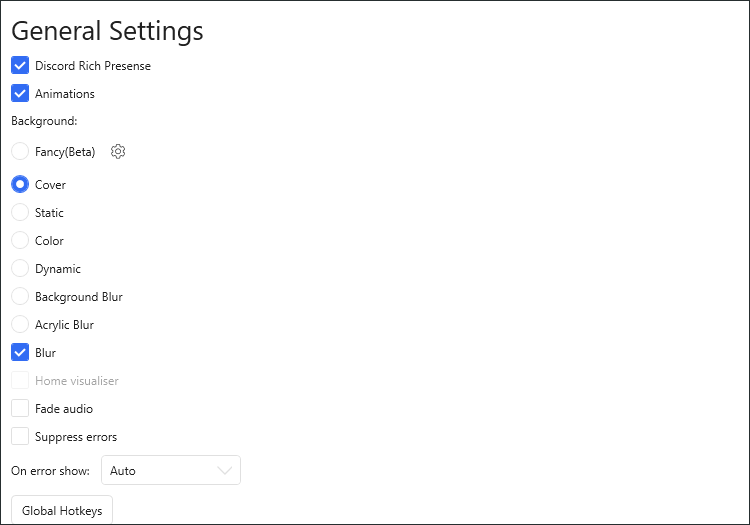 General Settings
Discord Rich Presense
Animations
Background:
Fancy(Beta)
Cover
Static
Color
Dynamic
Background Blur
Acrylic Blur
Blur
Home visualiser
Fade audio
Suppress errors
On error show: Auto
Global Hotkeys